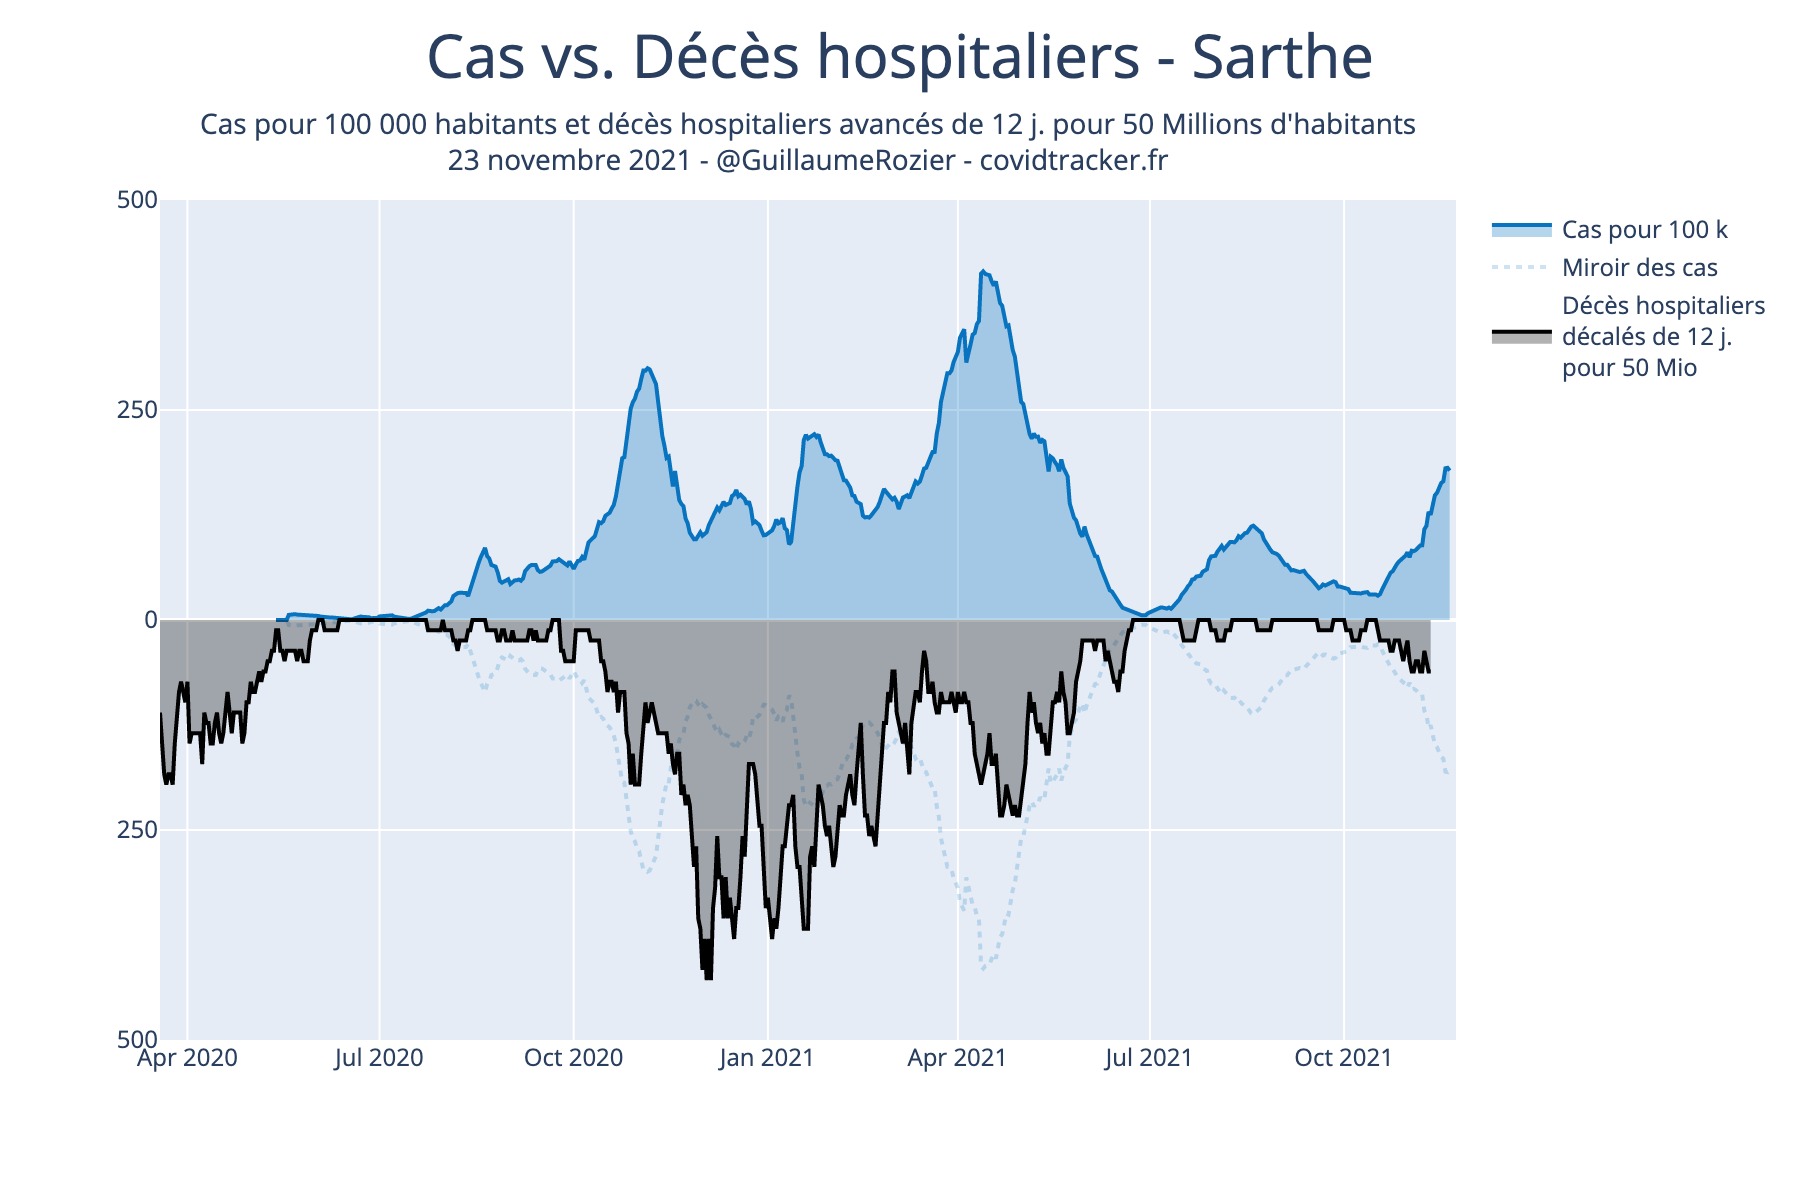 Cas vs. Décès hospitaliers - Sarthe
Cas pour 100 000 habitants et décès hospitaliers avancés de 12 j. pour 50 Millions d'habitants
23 novembre 2021 - @GuillaumeRozier - covidtracker.fr
500
250
0
250
500
Apr 2020
Jul 2020
Oct 2020
Jan 2021
Apr 2021
Jul 2021
Oct 2021
Cas pour 100 k
Miroir des cas
Décès hospitaliers
décalés de 12 j.
pour 50 Mio